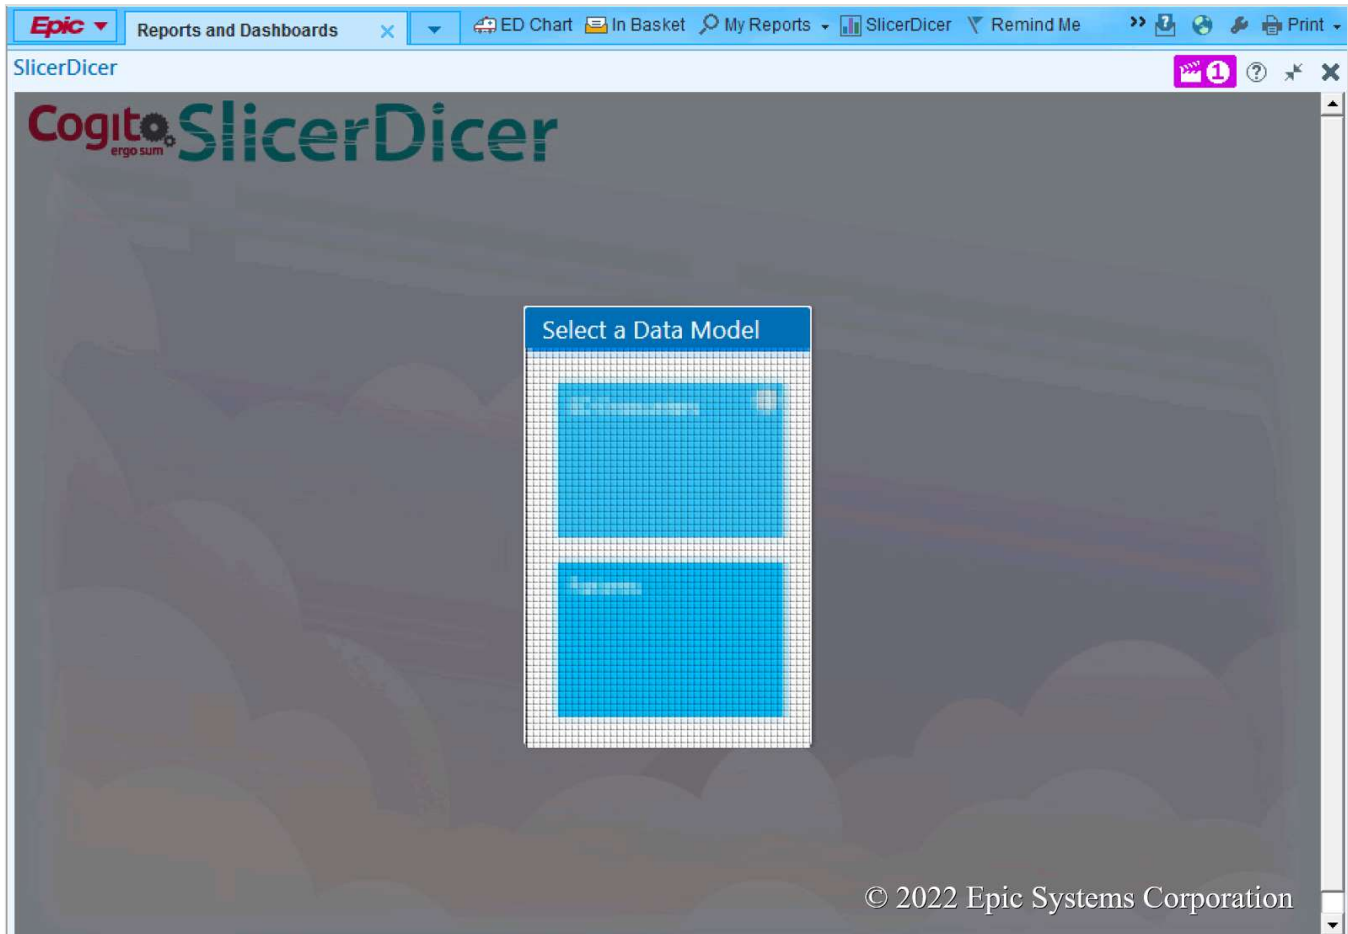 Epic
Reports and Dashboards
ED Chart
In Basket
My Reports
SlicerDicer
Remind Me
Print
SlicerDicer
1
Cogito
ergo sum
SlicerDicer
Select a Data Model
© 2022 Epic Systems Corporation